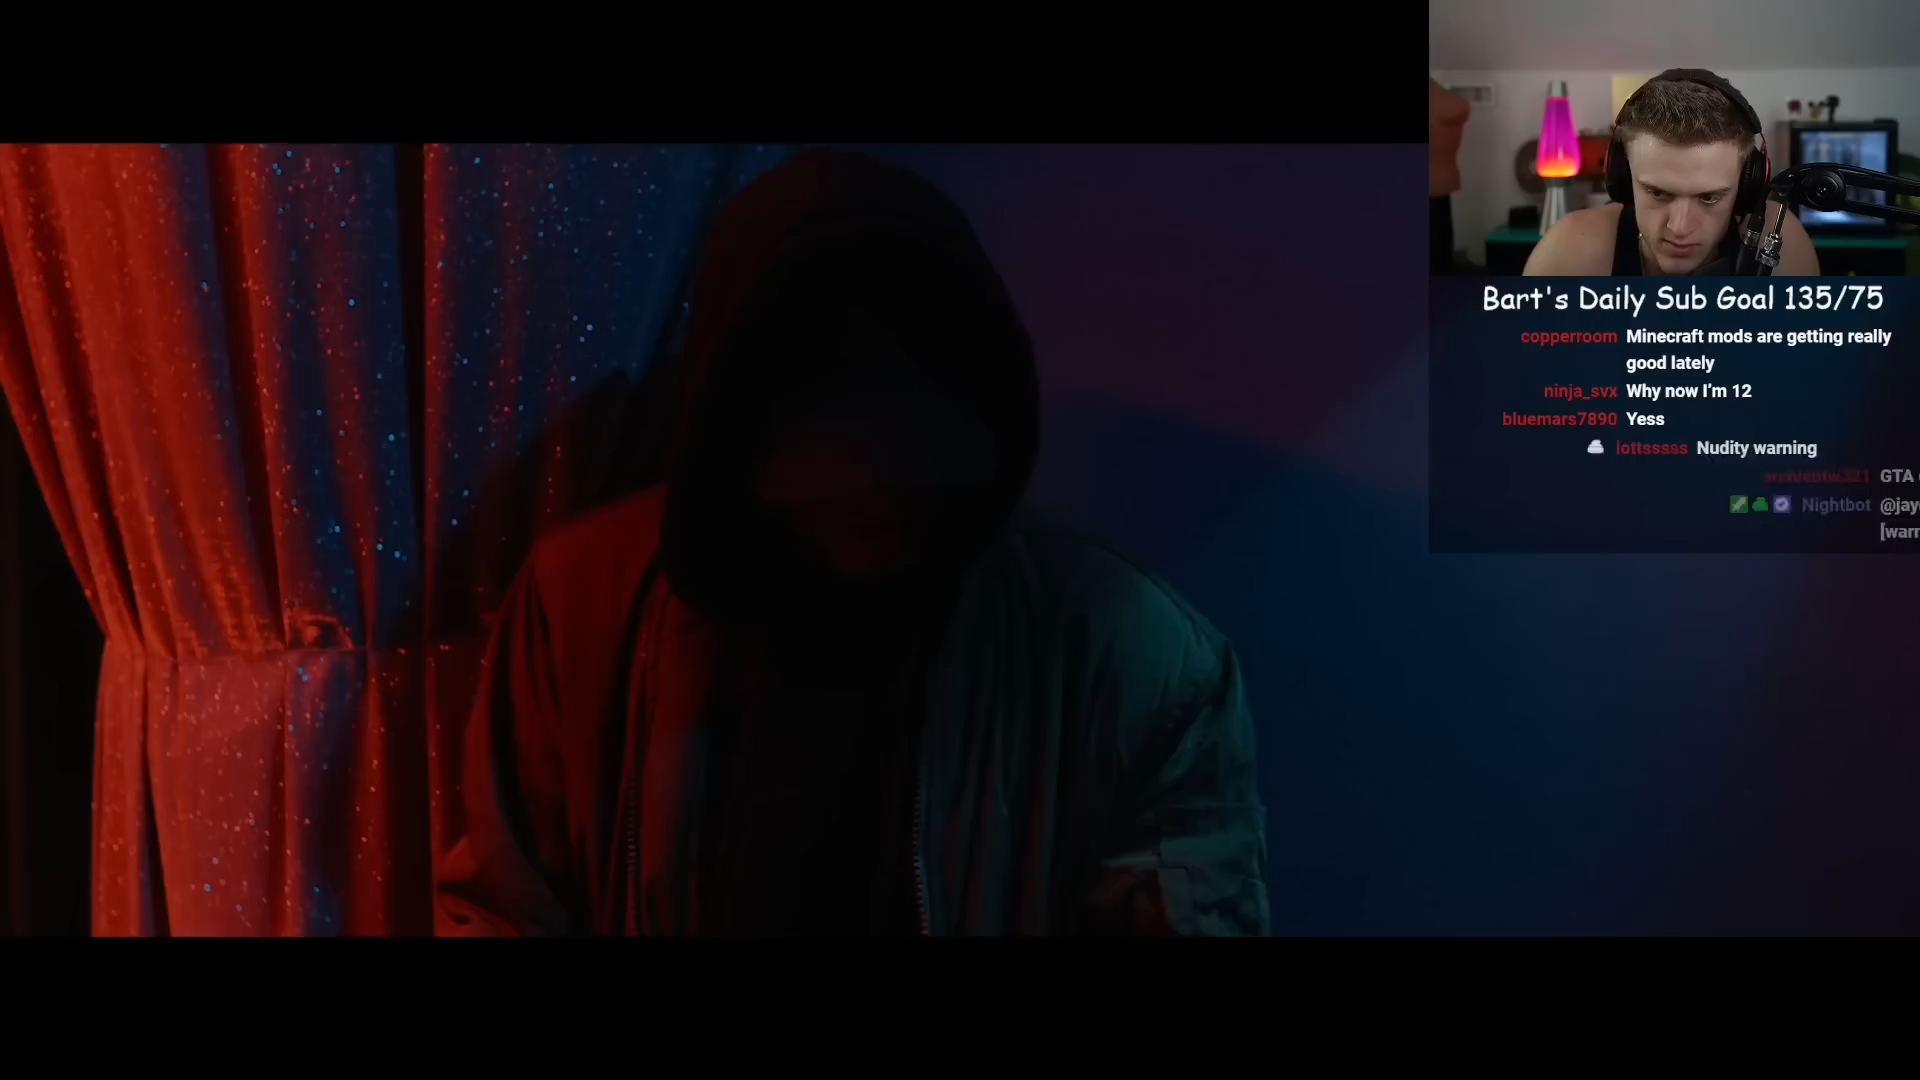 Bart's Daily Sub Goal 135/75
copperroom Minecraft mods are getting really
good lately
ninja_svx Why now I'm 12
bluemars7890 Yess
lottsssss Nudity warning
GTA
Nightbot @jay
[warr